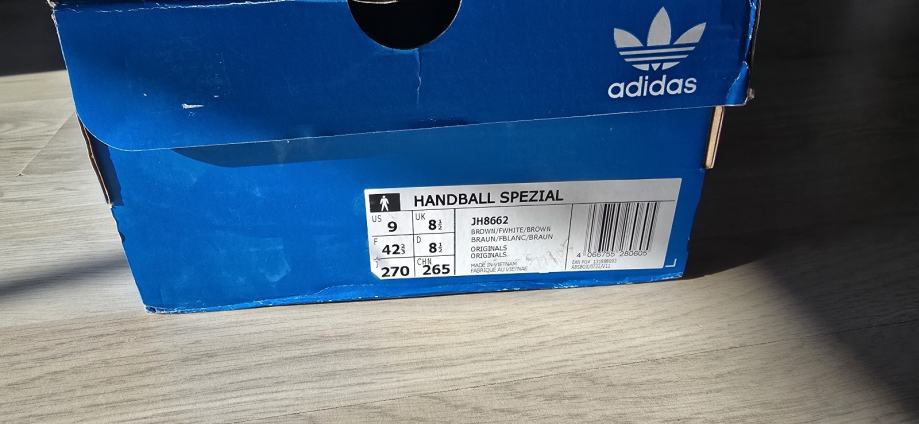 adidas
HANDBALL SPEZIAL
US 9 UK 8½
F 42⅔ D 8½
J 270 CHN 265
JH8662
BROWN/FWHITE/BROWN
BRAUN/FBLANC/BRAUN
ORIGINALS
ORIGINALS
MADE IN VIETNAM
FABRIQUE AU VIETNAM
4 066755 280605